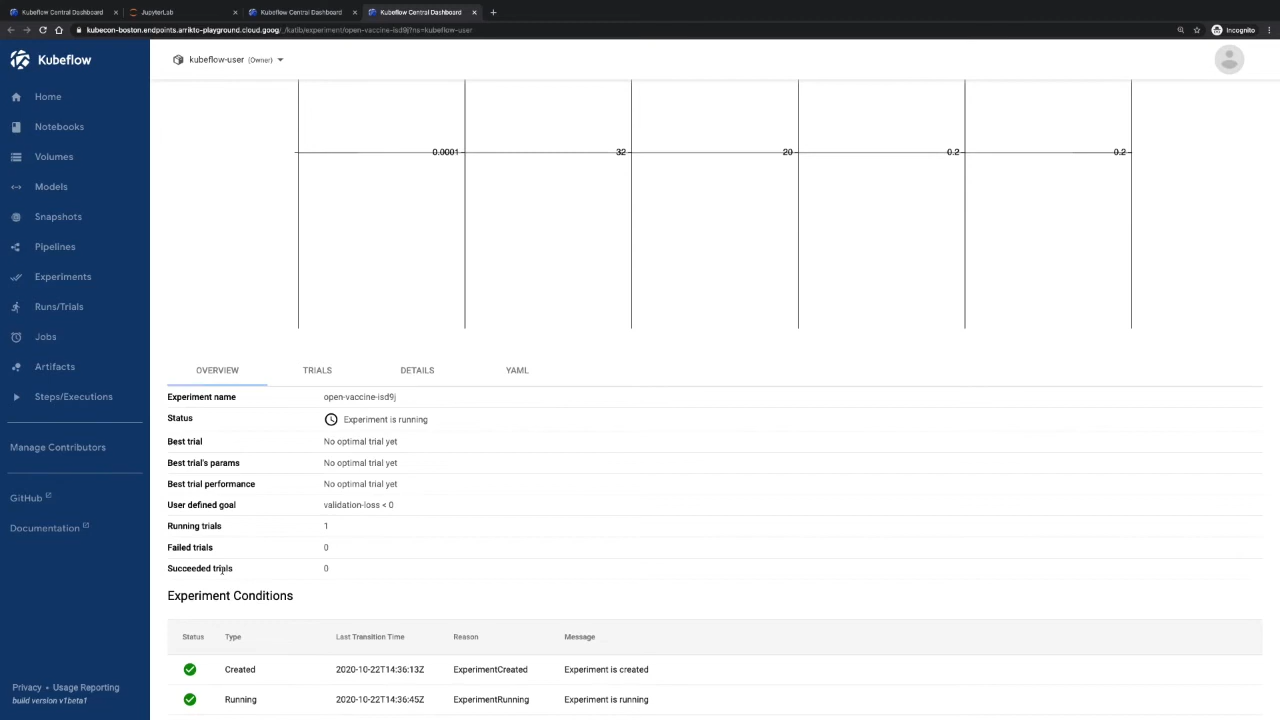 Kubeflow Central Dashboard
JupyterLab
Kubeflow Central Dashboard
Kubeflow Central Dashboard
kubecon-boston.endpoints.arrikto-playground.cloud.goog/_/katib/experiment/open-vaccine-isd9j?ns=kubeflow-user
Incognito
Kubeflow
kubeflow-user (Owner)
Home
Notebooks
Volumes
Models
Snapshots
Pipelines
Experiments
Runs/Trials
Jobs
Artifacts
Steps/Executions
Manage Contributors
GitHub
Documentation
Privacy • Usage Reporting
build version v1beta1
0.0001 32 20 0.2 0.2
OVERVIEW TRIALS DETAILS YAML
Experiment name open-vaccine-isd9j
Status Experiment is running
Best trial No optimal trial yet
Best trial's params No optimal trial yet
Best trial performance No optimal trial yet
User defined goal validation-loss < 0
Running trials 1
Failed trials 0
Succeeded trials 0
Experiment Conditions
Status Type Last Transition Time Reason Message
Created 2020-10-22T14:36:13Z ExperimentCreated Experiment is created
Running 2020-10-22T14:36:45Z ExperimentRunning Experiment is running